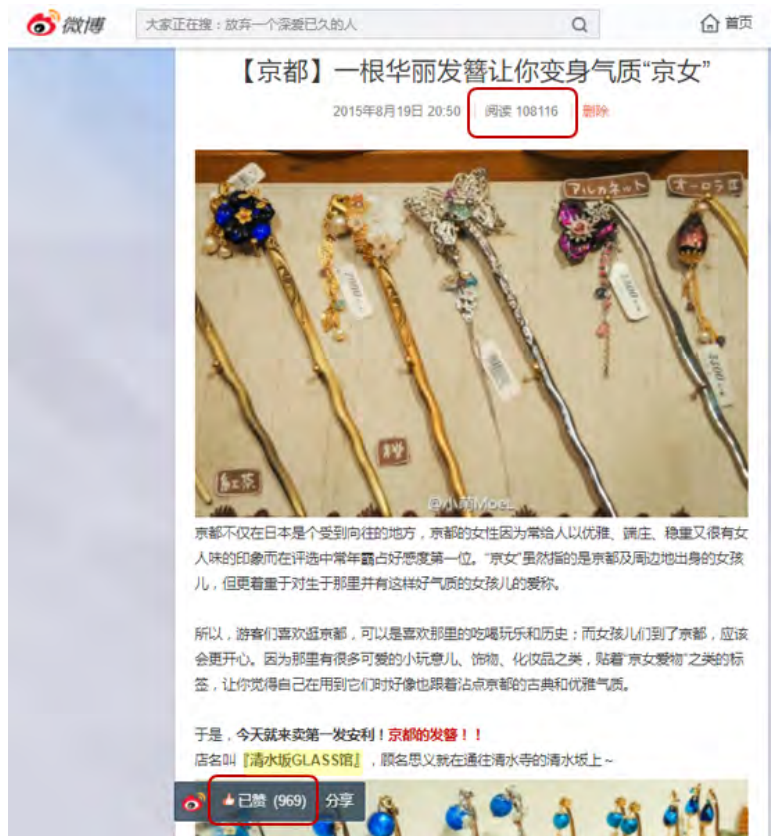 微博
大家正在搜：放弃一个深爱已久的人
首页
【京都】一根华丽发簪让你变身气质“京女”
2015年8月19日 20:50 阅读 108116 删除
アルカネット
オーロラⅡ
紅茶
@小萌MoeL
京都不仅在日本是个受到向往的地方，京都的女性因为常给人以优雅、端庄、稳重又很有女
人味的印象而在评选中常年霸占好感度第一位。“京女”虽然指的是京都及周边地出身的女孩
儿，但更着重于对生于那里并有这样好气质的女孩儿的爱称。
所以，游客们喜欢逛京都，可以是喜欢那里的吃喝玩乐和历史；而女孩儿们到了京都，应该
会更开心。因为那里有很多可爱的小玩意儿、饰物、化妆品之类，贴着“京女爱物”之类的标
签，让你觉得自己在用到它们时好像也跟着沾点京都的古典和优雅气质。
于是，今天就来卖第一发安利！京都的发簪！！
店名叫『清水坂GLASS馆』，顾名思义就在通往清水寺的清水坂上～
已赞 (969) 分享